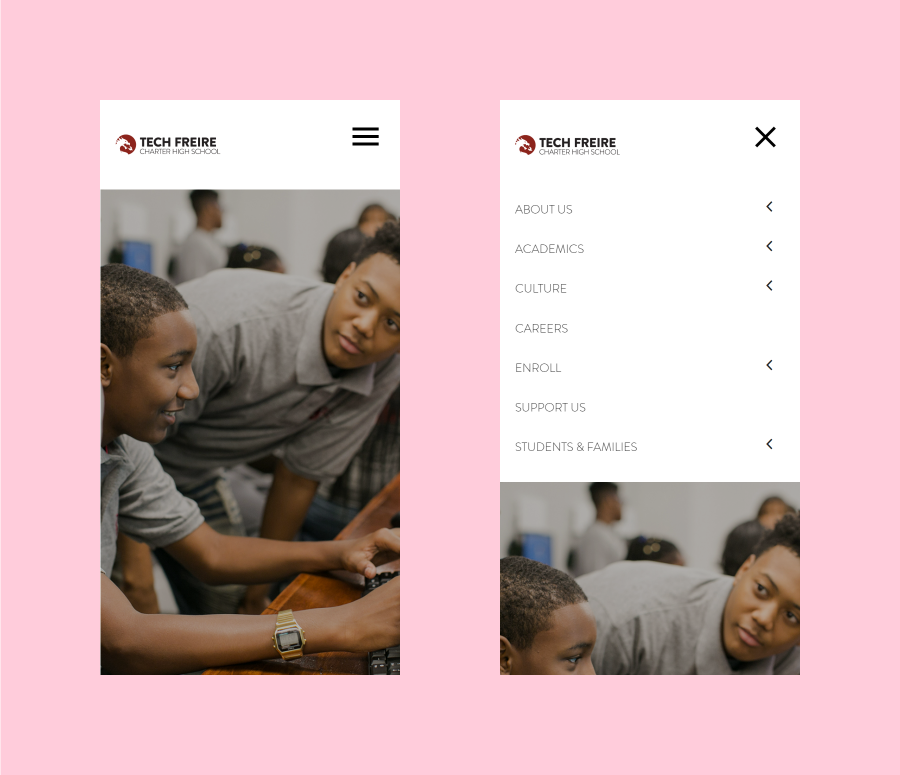 TECH FREIRE
CHARTER HIGH SCHOOL
TECH FREIRE
CHARTER HIGH SCHOOL
ABOUT US
ACADEMICS
CULTURE
CAREERS
ENROLL
SUPPORT US
STUDENTS & FAMILIES